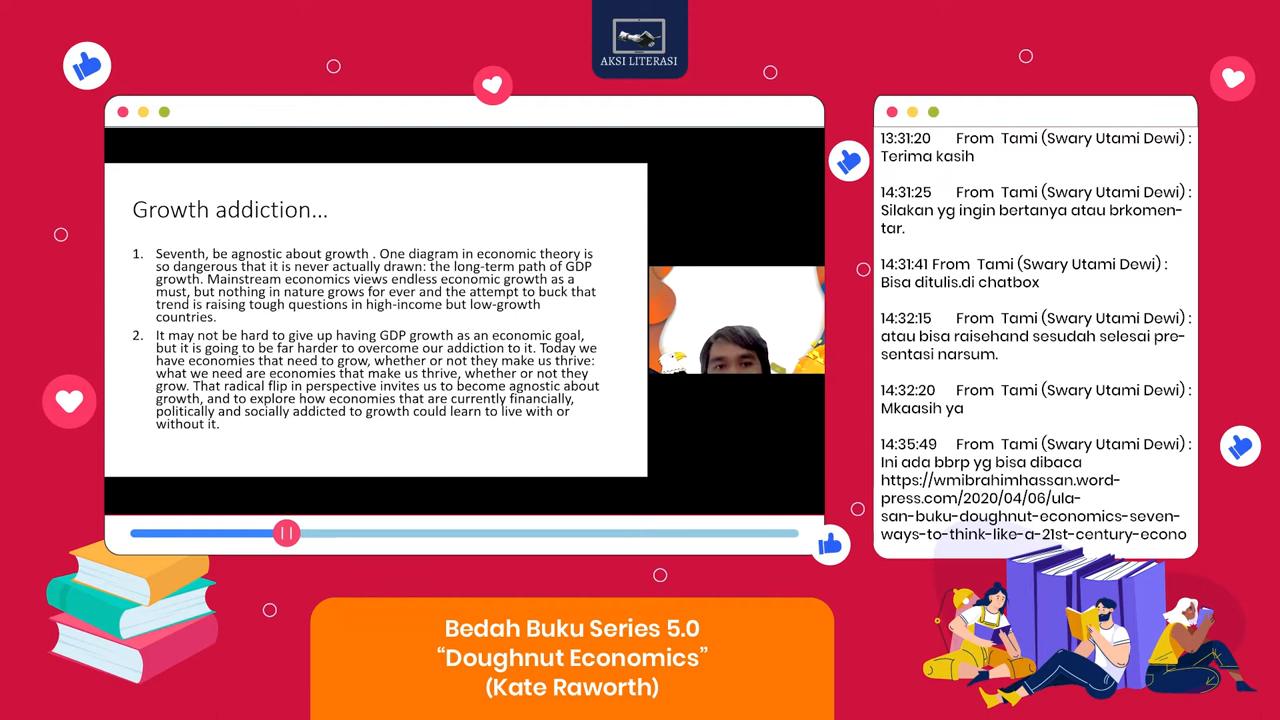 AKSI LITERASI
Growth addiction...
1. Seventh, be agnostic about growth . One diagram in economic theory is
so dangerous that it is never actually drawn: the long-term path of GDP
growth. Mainstream economics views endless economic growth as a
must, but nothing in nature grows for ever and the attempt to buck that
trend is raising tough questions in high-income but low-growth
countries.
2. It may not be hard to give up having GDP growth as an economic goal,
but it is going to be far harder to overcome our addiction to it. Today we
have economies that need to grow, whether or not they make us thrive:
what we need are economies that make us thrive, whether or not they
grow. That radical flip in perspective invites us to become agnostic about
growth, and to explore how economies that are currently financially,
politically and socially addicted to growth could learn to live with or
without it.
13:31:20 From Tami (Swary Utami Dewi) :
Terima kasih
14:31:25 From Tami (Swary Utami Dewi) :
Silakan yg ingin bertanya atau brkomen-
tar.
14:31:41 From Tami (Swary Utami Dewi) :
Bisa ditulis.di chatbox
14:32:15 From Tami (Swary Utami Dewi) :
atau bisa raisehand sesudah selesai pre-
sentasi narsum.
14:32:20 From Tami (Swary Utami Dewi) :
Mkaasih ya
14:35:49 From Tami (Swary Utami Dewi) :
Ini ada bbrp yg bisa dibaca
https://wmibrahimhassan.word-
press.com/2020/04/06/ula-
san-buku-doughnut-economics-seven-
ways-to-think-like-a-21st-century-econo
Bedah Buku Series 5.0
“Doughnut Economics”
(Kate Raworth)